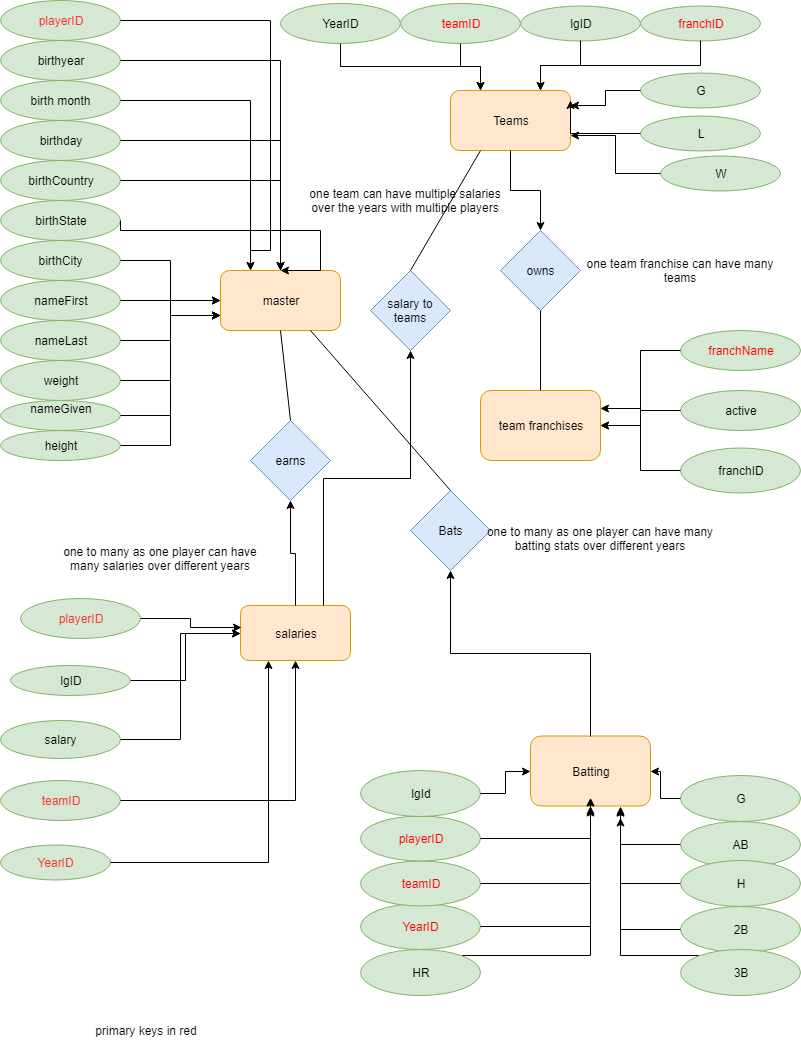 playerID
birthyear
birth month
birthday
birthCountry
birthState
birthCity
nameFirst
nameLast
weight
nameGiven
height
master
YearID
teamID
lgID
franchID
Teams
G
L
W
one team can have multiple salaries
over the years with multiple players
salary to
teams
owns
one team franchise can have many
teams
team franchises
franchName
active
franchID
earns
Bats
one to many as one player can have many
batting stats over different years
one to many as one player can have
many salaries over different years
playerID
lgID
salary
teamID
YearID
salaries
Batting
lgId
playerID
teamID
YearID
HR
G
AB
H
2B
3B
primary keys in red